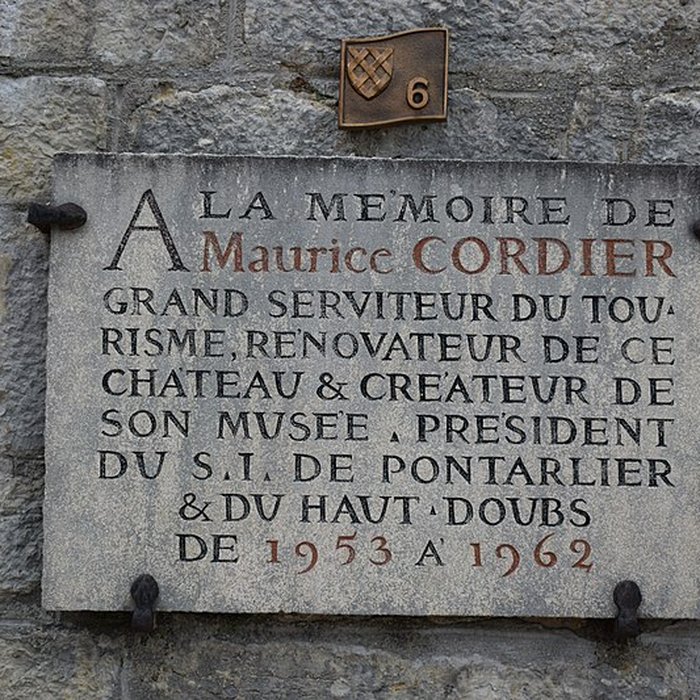 6
A LA MÉMOIRE DE
Maurice CORDIER
GRAND SERVITEUR DU TOU-
RISME, RÉNOVATEUR DE CE
CHATEAU & CRÉATEUR DE
SON MUSÉE . PRÉSIDENT
DU S.I. DE PONTARLIER
& DU HAUT-DOUBS
DE 1953 À 1962